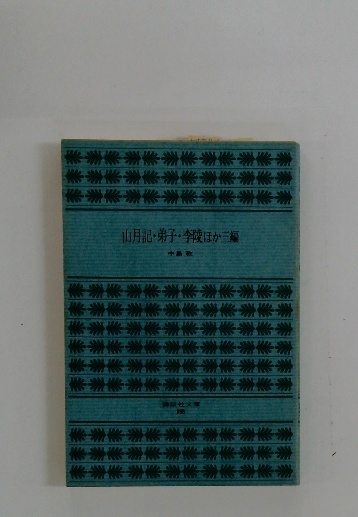 山月記・弟子・李陵ほか三編
中島敦
講談社文庫